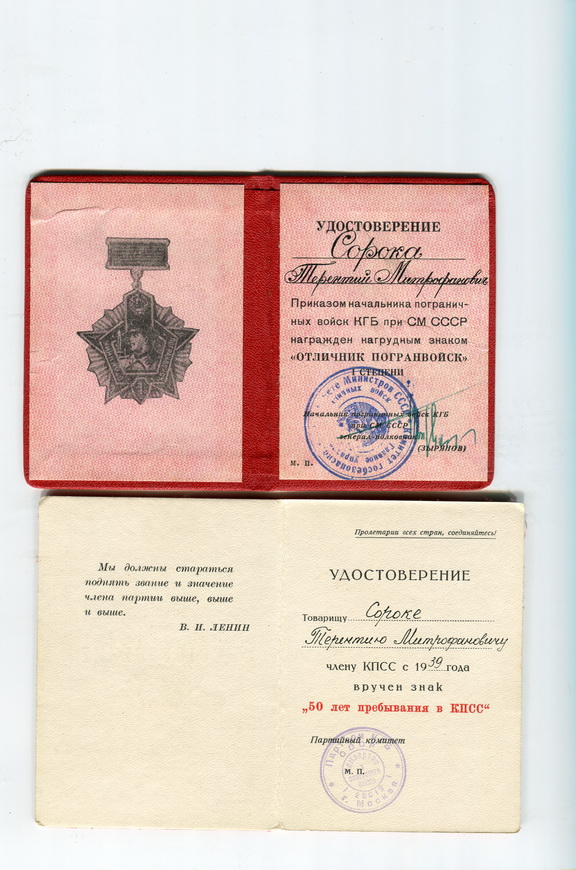 УДОСТОВЕРЕНИЕ
Сорока
Терентий Митрофанович
Приказом начальника погранич-
ных войск КГБ при СМ СССР
награжден нагрудным знаком
«ОТЛИЧНИК ПОГРАНВОЙСК»
I СТЕПЕНИ
Начальник пограничных войск КГБ
при СМ СССР
генерал-полковник
(ЗЫРЯНОВ)
М. П.
Мы должны стараться
поднять звание и значение
члена партии выше, выше
и выше.
В. И. ЛЕНИН
Пролетарии всех стран, соединяйтесь!
УДОСТОВЕРЕНИЕ
Товарищу Сороке
Терентию Митрофановичу
члену КПСС с 1939 года
вручен знак
„50 лет пребывания в КПСС“
Партийный комитет
М. П.
г. Москва